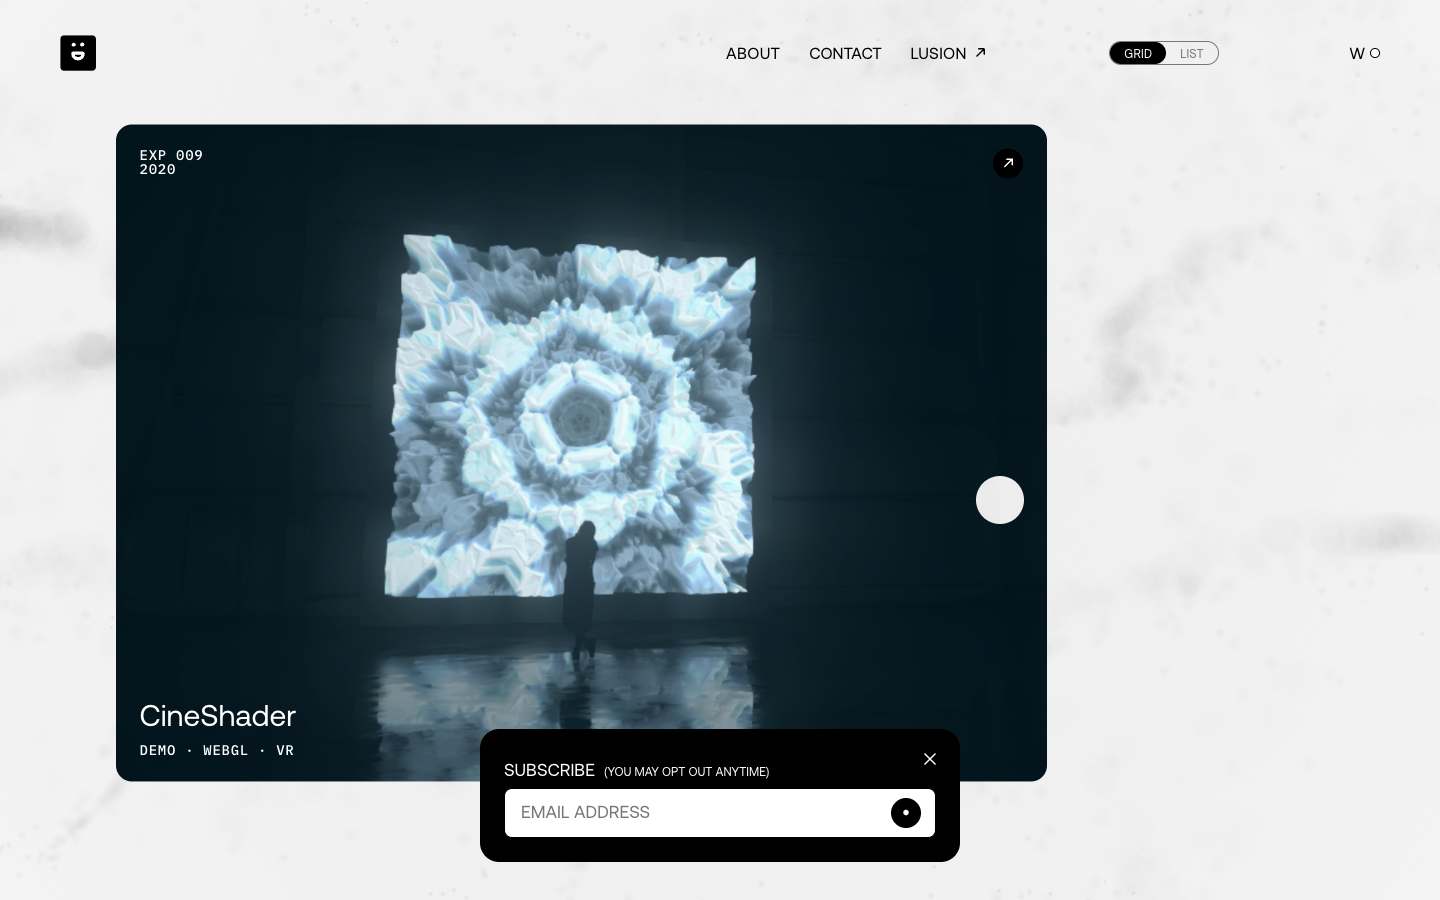 ABOUT CONTACT LUSION GRID LIST W
EXP 009
2020
CineShader
DEMO · WEBGL · VR
SUBSCRIBE (YOU MAY OPT OUT ANYTIME)
EMAIL ADDRESS